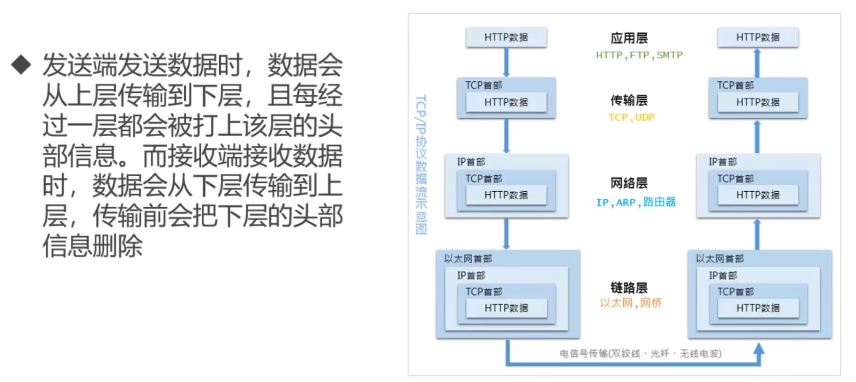 ◆ 发送端发送数据时，数据会
从上层传输到下层，且每经
过一层都会被打上该层的头
部信息。而接收端接收数据
时，数据会从下层传输到上
层，传输前会把下层的头部
信息删除
TCP/IP协议数据流示意图
HTTP数据
应用层
HTTP,FTP,SMTP
HTTP数据
TCP首部
HTTP数据
传输层
TCP,UDP
TCP首部
HTTP数据
IP首部
TCP首部
HTTP数据
网络层
IP,ARP,路由器
IP首部
TCP首部
HTTP数据
以太网首部
IP首部
TCP首部
HTTP数据
链路层
以太网,网桥
以太网首部
IP首部
TCP首部
HTTP数据
电信号传输(双绞线·光纤·无线电波)